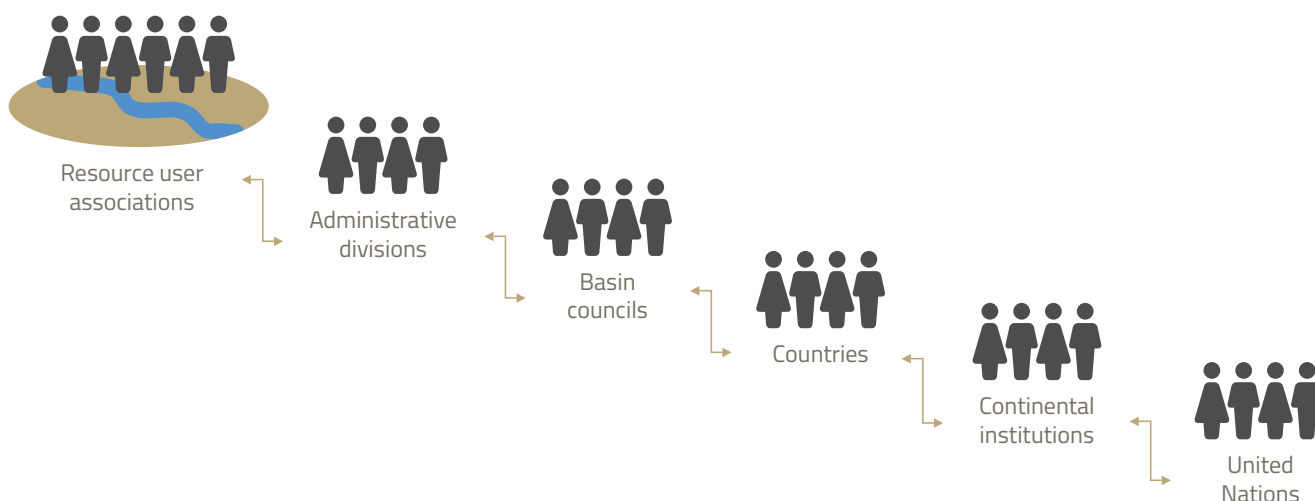 Resource user
associations
Administrative
divisions
Basin
councils
Countries
Continental
institutions
United
Nations